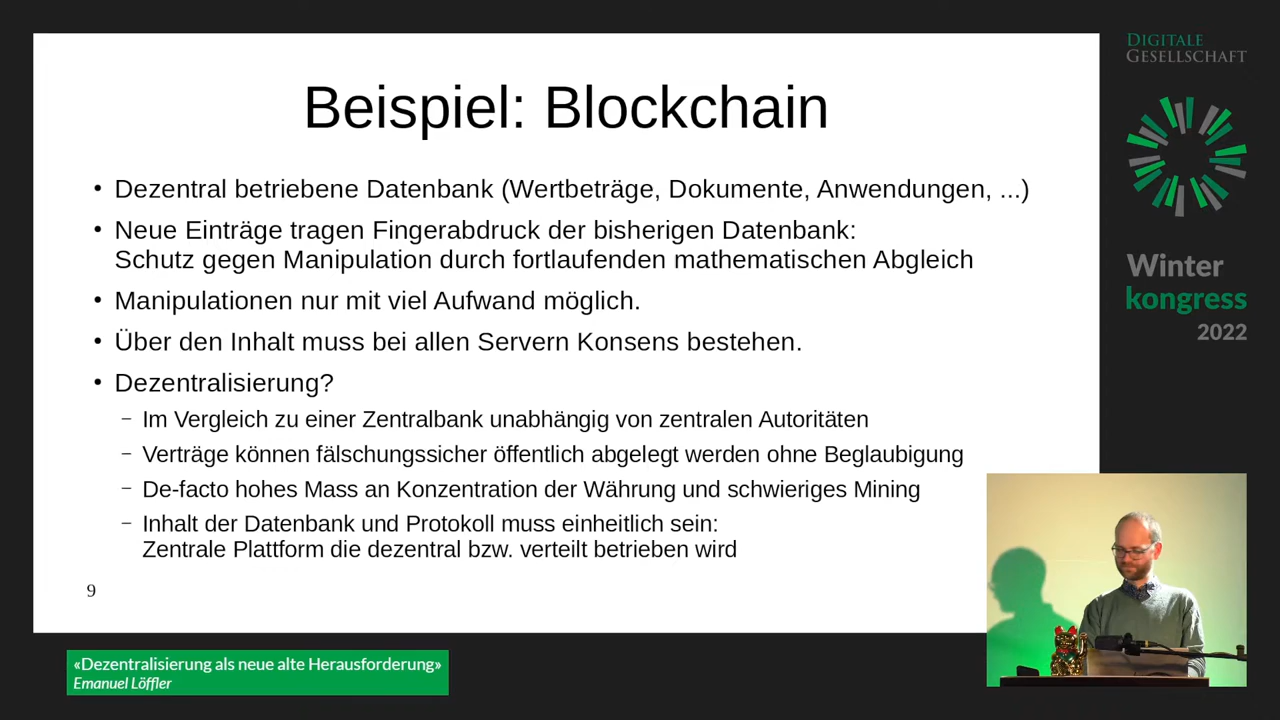 Beispiel: Blockchain
• Dezentral betriebene Datenbank (Wertbeträge, Dokumente, Anwendungen, ...)
• Neue Einträge tragen Fingerabdruck der bisherigen Datenbank:
Schutz gegen Manipulation durch fortlaufenden mathematischen Abgleich
• Manipulationen nur mit viel Aufwand möglich.
• Über den Inhalt muss bei allen Servern Konsens bestehen.
• Dezentralisierung?
– Im Vergleich zu einer Zentralbank unabhängig von zentralen Autoritäten
– Verträge können fälschungssicher öffentlich abgelegt werden ohne Beglaubigung
– De-facto hohes Mass an Konzentration der Währung und schwieriges Mining
– Inhalt der Datenbank und Protokoll muss einheitlich sein:
Zentrale Plattform die dezentral bzw. verteilt betrieben wird
9
DIGITALE
GESELLSCHAFT
Winter
kongress
2022
«Dezentralisierung als neue alte Herausforderung»
Emanuel Löffler